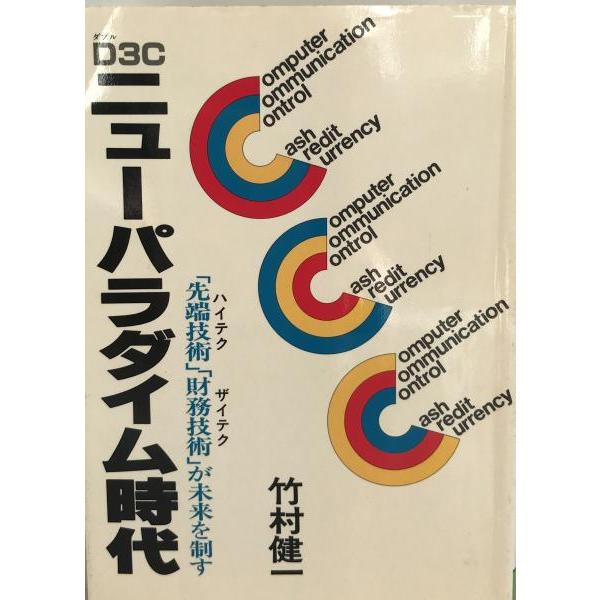 ダブル
D3C
ニューパラダイム時代
omputer
ommunication
ontrol
ash
redit
urrency
omputer
ommunication
ontrol
ash
redit
urrency
omputer
ommunication
ontrol
ash
redit
urrency
ハイテク ザイテク
「先端技術」「財務技術」が未来を制す
竹村健一